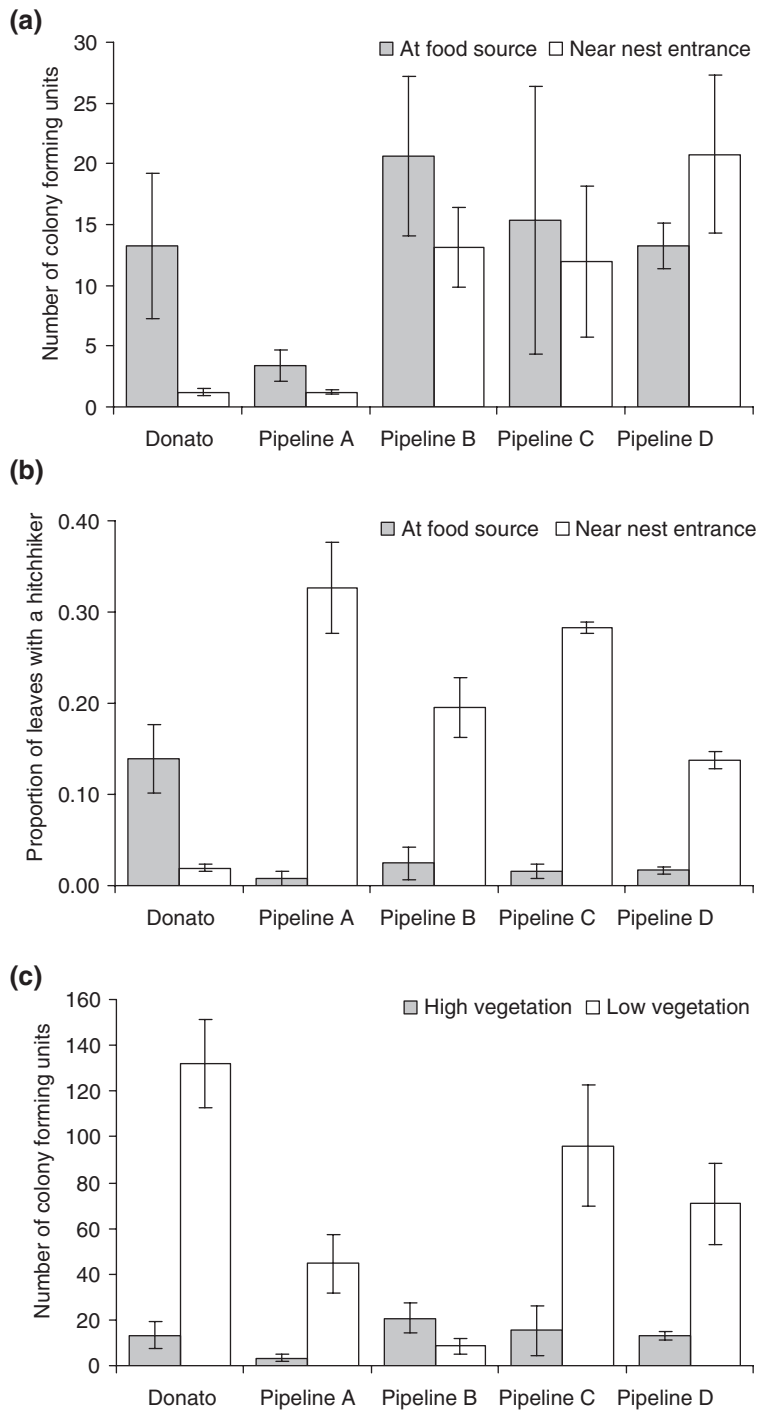 (a)
At food source Near nest entrance
Number of colony forming units
30
25
20
15
10
5
0
Donato Pipeline A Pipeline B Pipeline C Pipeline D
(b)
At food source Near nest entrance
Proportion of leaves with a hitchhiker
0.40
0.30
0.20
0.10
0.00
Donato Pipeline A Pipeline B Pipeline C Pipeline D
(c)
High vegetation Low vegetation
Number of colony forming units
160
140
120
100
80
60
40
20
0
Donato Pipeline A Pipeline B Pipeline C Pipeline D